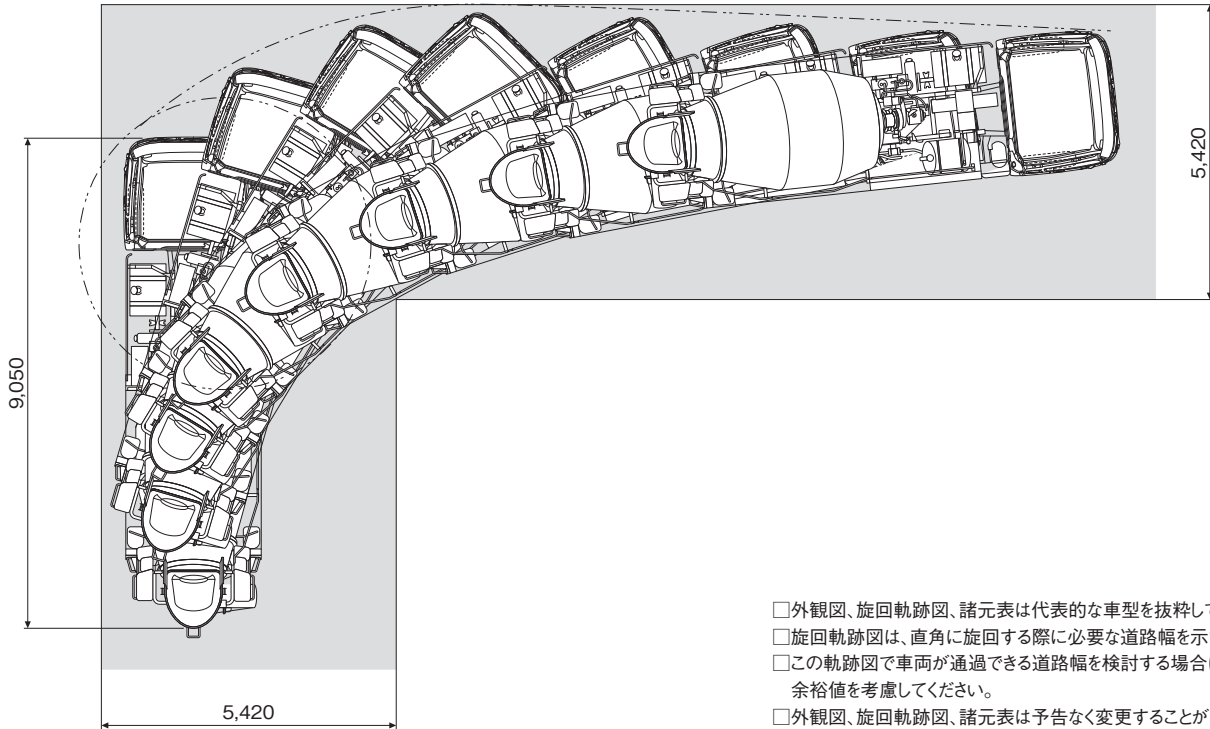 5,420
9,050
5,420
□外観図、旋回軌跡図、諸元表は代表的な車型を抜粋して
□旋回軌跡図は、直角に旋回する際に必要な道路幅を示
□この軌跡図で車両が通過できる道路幅を検討する場合
余裕値を考慮してください。
□外観図、旋回軌跡図、諸元表は予告なく変更することが